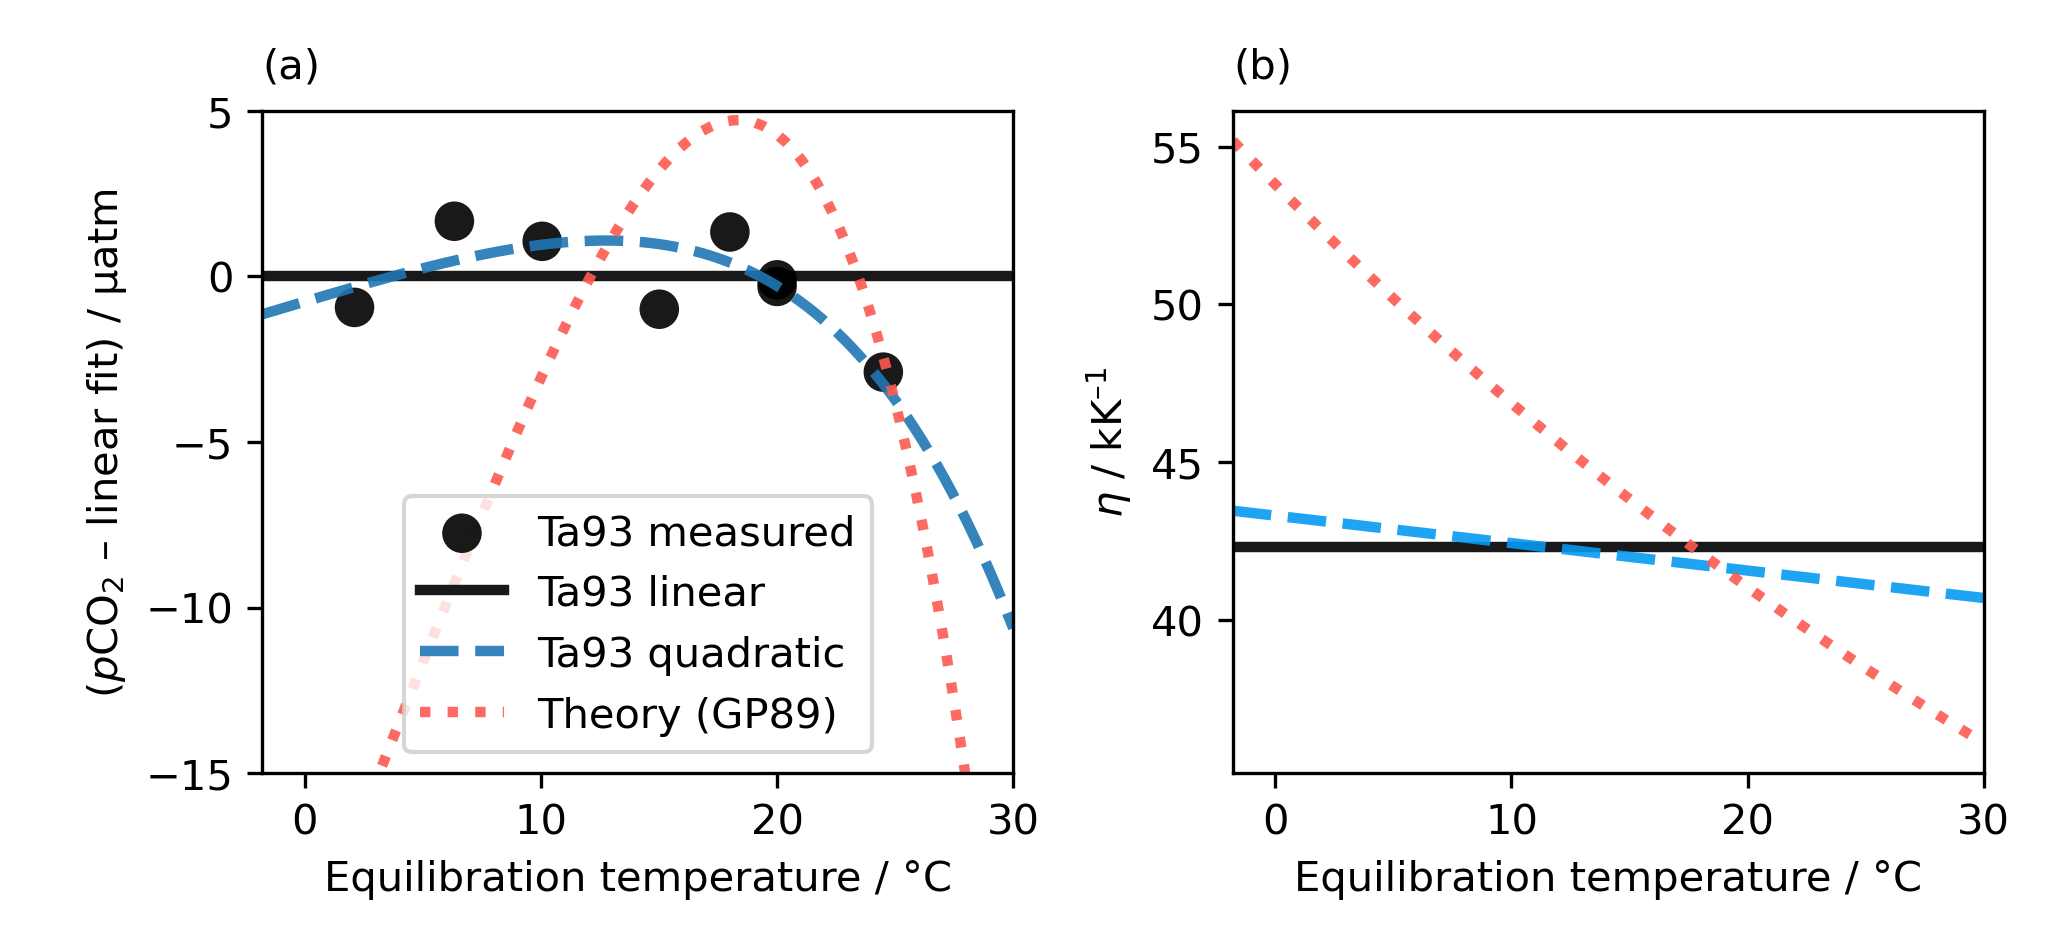 (a)
5
0
−5
−10
−15
(pCO₂ – linear fit) / µatm
Ta93 measured
Ta93 linear
Ta93 quadratic
Theory (GP89)
0 10 20 30
Equilibration temperature / °C
(b)
55
50
45
40
η / kK⁻¹
0 10 20 30
Equilibration temperature / °C